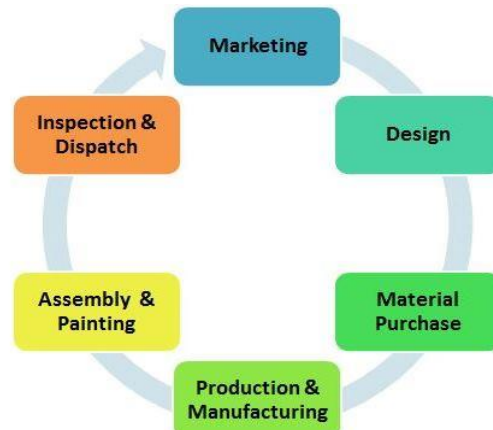 Marketing
Design
Material
Purchase
Production &
Manufacturing
Assembly &
Painting
Inspection &
Dispatch